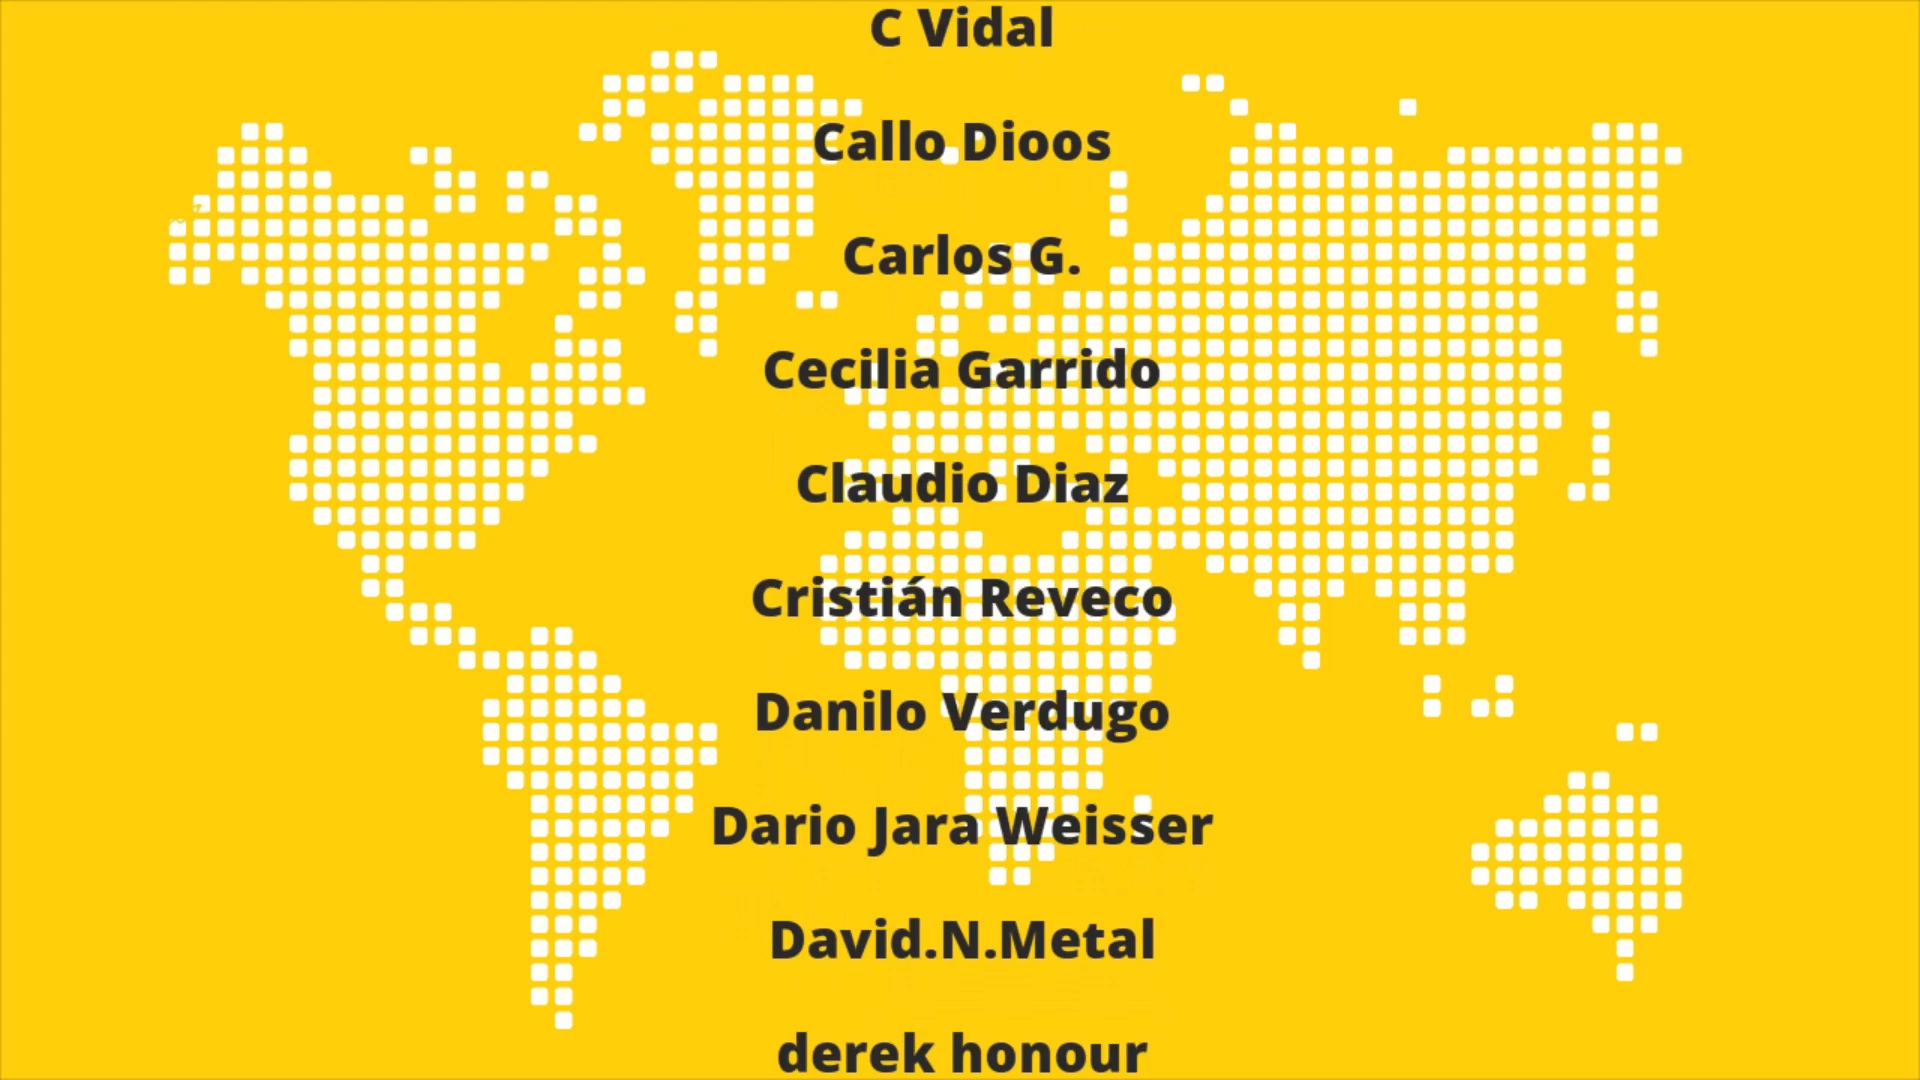 C Vidal
Callo Dioos
Carlos G.
Cecilia Garrido
Claudio Diaz
Cristián Reveco
Danilo Verdugo
Dario Jara Weisser
David.N.Metal
derek honour